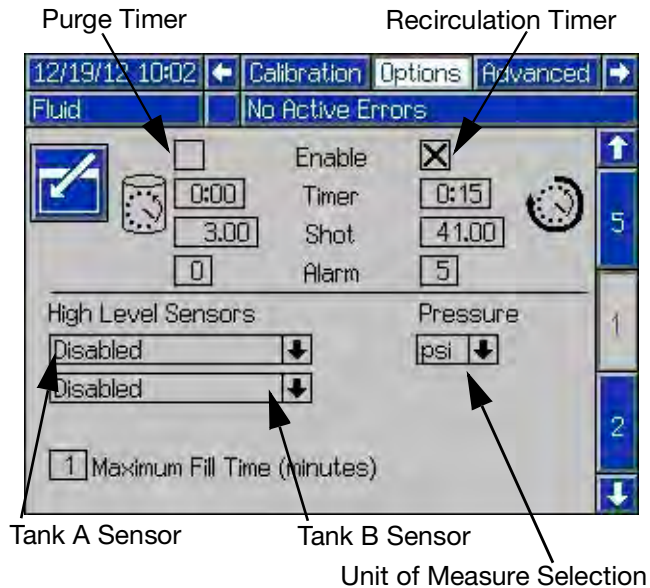 Purge Timer Recirculation Timer
12/19/12 10:02 Calibration Options Advanced
Fluid No Active Errors
Enable
0:00 Timer 0:15
3.00 Shot 41.00
0 Alarm 5
5
1
2
High Level Sensors Pressure
Disabled psi
Disabled
1 Maximum Fill Time (minutes)
Tank A Sensor Tank B Sensor
Unit of Measure Selection